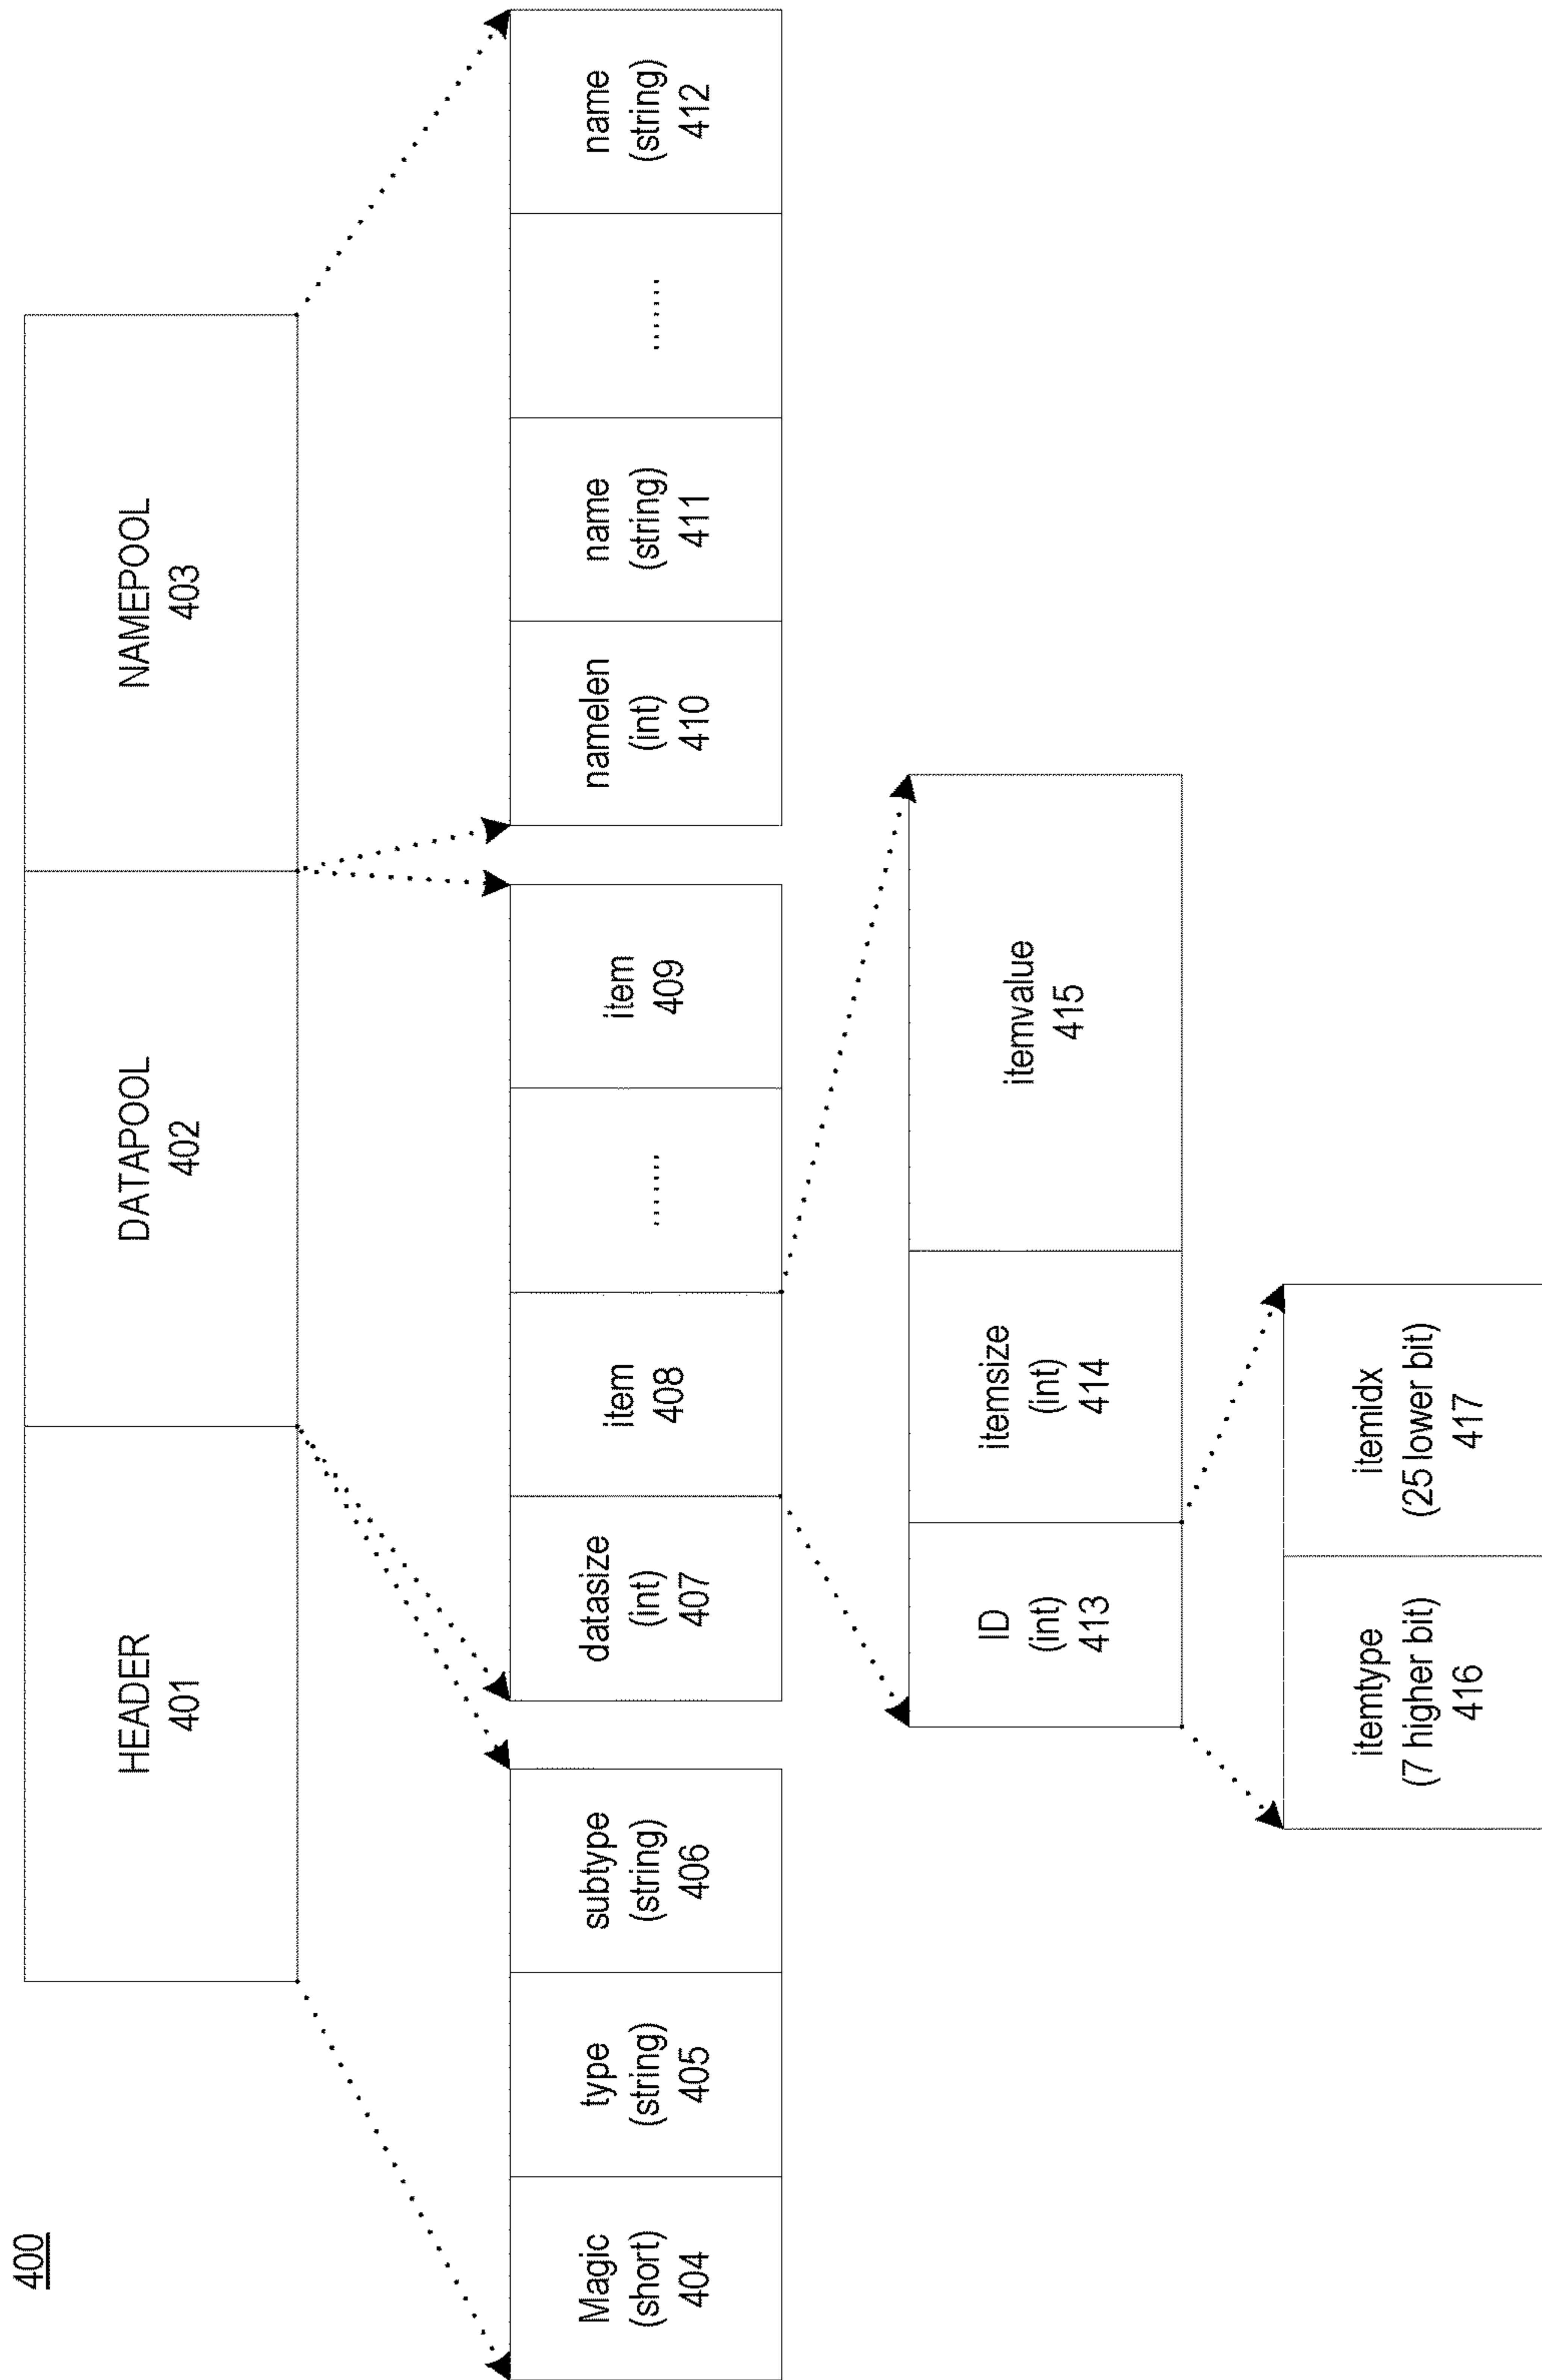 400
HEADER
401
DATAPOOL
402
NAMEPOOL
403
Magic
(short)
404
type
(string)
405
subtype
(string)
406
datasize
(int)
407
item
408
......
item
409
namelen
(int)
410
name
(string)
411
......
name
(string)
412
ID
(int)
413
itemsize
(int)
414
itemvalue
415
itemtype
(7 higher bit)
416
itemidx
(25 lower bit)
417